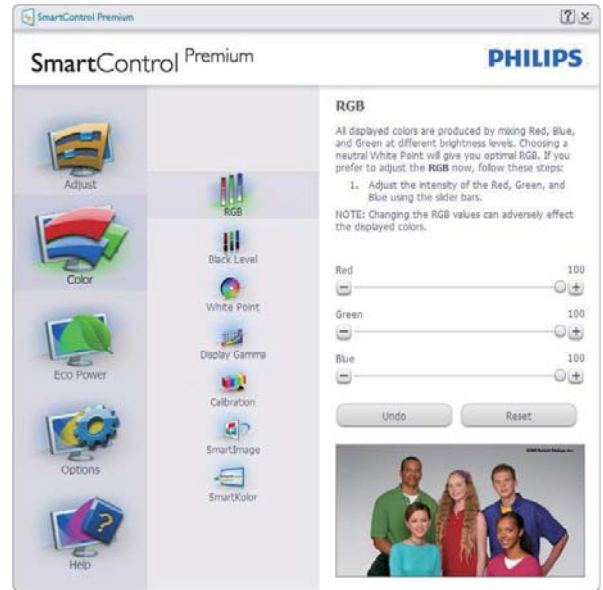 SmartControl Premium
SmartControl Premium
PHILIPS
Adjust
Color
Eco Power
Options
Help
RGB
Black Level
White Point
Display Gamma
Calibration
SmartImage
SmartKolor
RGB
All displayed colors are produced by mixing Red, Blue,
and Green at different brightness levels. Choosing a
neutral White Point will give you optimal RGB. If you
prefer to adjust the RGB now, follow these steps:
1. Adjust the intensity of the Red, Green, and
Blue using the slider bars.
NOTE: Changing the RGB values can adversely effect
the displayed colors.
Red 100
Green 100
Blue 100
Undo Reset